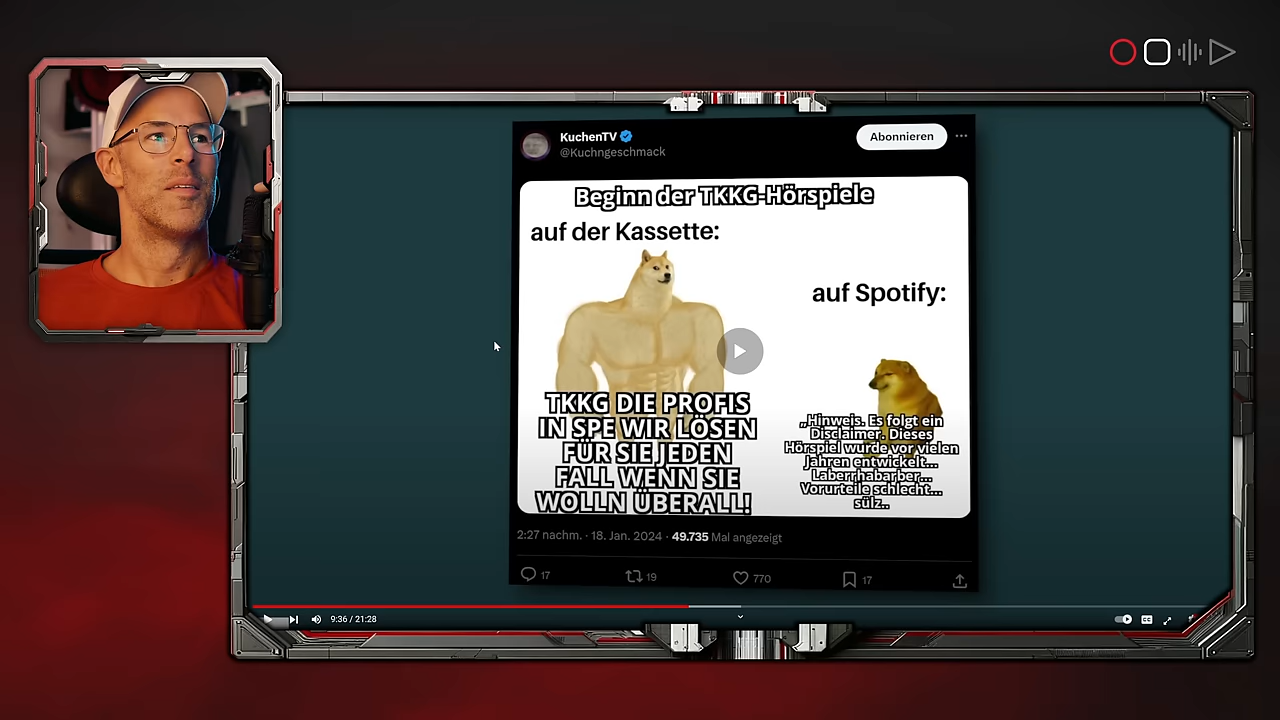 KuchenTV
@Kuchngeschmack
Abonnieren
Beginn der TKKG-Hörspiele
auf der Kassette:
auf Spotify:
TKKG DIE PROFIS
IN SPE WIR LÖSEN
FÜR SIE JEDEN
FALL WENN SIE
WOLLN ÜBERALL!
„Hinweis. Es folgt ein
Disclaimer. Dieses
Hörspiel wurde vor vielen
Jahren entwickelt...
Laberrhabarber...
Vorurteile schlecht...
sülz..
2:27 nachm. · 18. Jan. 2024 · 49.735 Mal angezeigt
17
19
770
17
9:36 / 21:28
CC